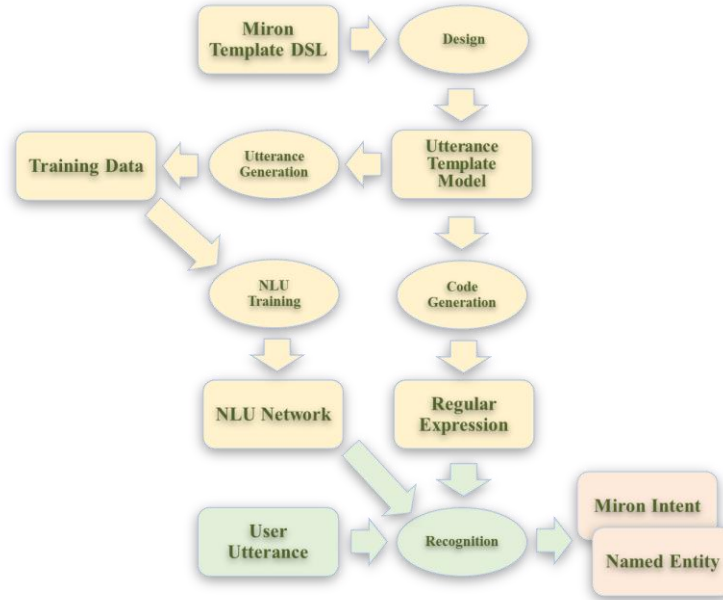 Miron
Template DSL
Design
Training Data
Utterance
Generation
Utterance
Template
Model
NLU
Training
Code
Generation
NLU Network
Regular
Expression
User
Utterance
Recognition
Miron Intent
Named Entity